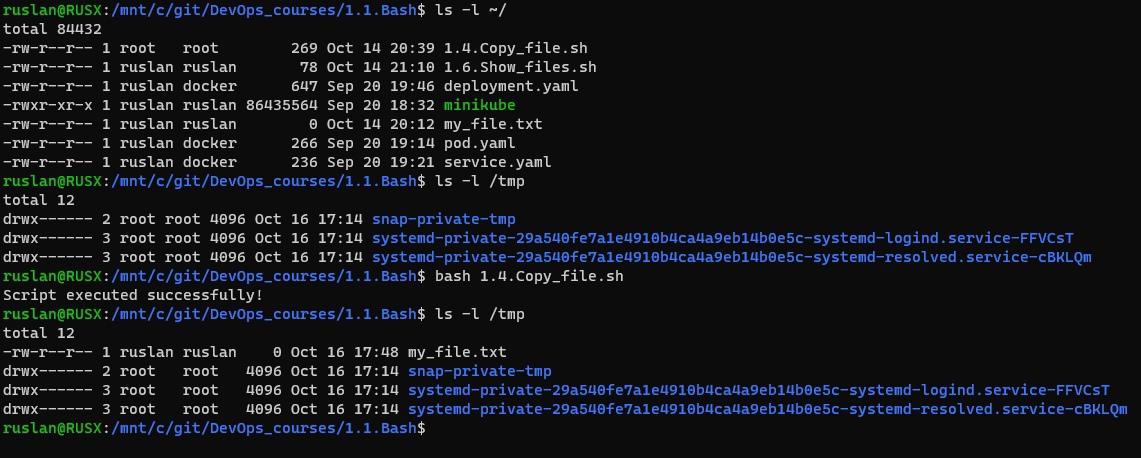 ruslan@RUSX:/mnt/c/git/DevOps_courses/1.1.Bash$ ls -l ~/
total 84432
-rw-r--r-- 1 root   root        269 Oct 14 20:39 1.4.Copy_file.sh
-rw-r--r-- 1 ruslan ruslan       78 Oct 14 21:10 1.6.Show_files.sh
-rw-r--r-- 1 ruslan docker      647 Sep 20 19:46 deployment.yaml
-rwxr-xr-x 1 ruslan ruslan 86435564 Sep 20 18:32 minikube
-rw-r--r-- 1 ruslan ruslan        0 Oct 14 20:12 my_file.txt
-rw-r--r-- 1 ruslan docker      266 Sep 20 19:14 pod.yaml
-rw-r--r-- 1 ruslan docker      236 Sep 20 19:21 service.yaml
ruslan@RUSX:/mnt/c/git/DevOps_courses/1.1.Bash$ ls -l /tmp
total 12
drwx------ 2 root root 4096 Oct 16 17:14 snap-private-tmp
drwx------ 3 root root 4096 Oct 16 17:14 systemd-private-29a540fe7a1e4910b4ca4a9eb14b0e5c-systemd-logind.service-FFVCsT
drwx------ 3 root root 4096 Oct 16 17:14 systemd-private-29a540fe7a1e4910b4ca4a9eb14b0e5c-systemd-resolved.service-cBKLQm
ruslan@RUSX:/mnt/c/git/DevOps_courses/1.1.Bash$ bash 1.4.Copy_file.sh
Script executed successfully!
ruslan@RUSX:/mnt/c/git/DevOps_courses/1.1.Bash$ ls -l /tmp
total 12
-rw-r--r-- 1 ruslan ruslan    0 Oct 16 17:48 my_file.txt
drwx------ 2 root   root   4096 Oct 16 17:14 snap-private-tmp
drwx------ 3 root   root   4096 Oct 16 17:14 systemd-private-29a540fe7a1e4910b4ca4a9eb14b0e5c-systemd-logind.service-FFVCsT
drwx------ 3 root   root   4096 Oct 16 17:14 systemd-private-29a540fe7a1e4910b4ca4a9eb14b0e5c-systemd-resolved.service-cBKLQm
ruslan@RUSX:/mnt/c/git/DevOps_courses/1.1.Bash$